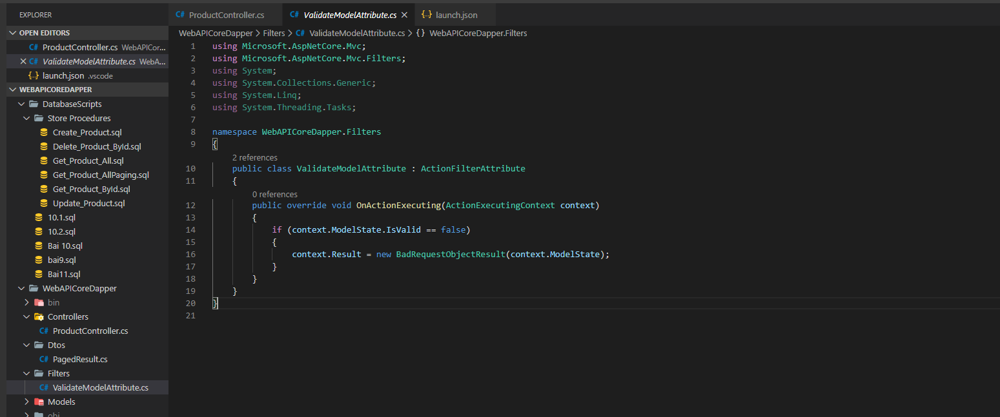 EXPLORER
OPEN EDITORS
C# ProductController.cs WebAPICor...
C# ValidateModelAttribute.cs WebA...
{..} launch.json .vscode
WEBAPICOREDAPPER
DatabaseScripts
Store Procedures
Create_Product.sql
Delete_Product_ById.sql
Get_Product_All.sql
Get_Product_AllPaging.sql
Get_Product_ById.sql
Update_Product.sql
10.1.sql
10.2.sql
Bai 10.sql
bai9.sql
Bai11.sql
WebAPICoreDapper
bin
Controllers
C# ProductController.cs
Dtos
C# PagedResult.cs
Filters
C# ValidateModelAttribute.cs
Models
obj
C# ProductController.cs C# ValidateModelAttribute.cs {..} launch.json
WebAPICoreDapper > Filters > C# ValidateModelAttribute.cs > {} WebAPICoreDapper.Filters
1 using Microsoft.AspNetCore.Mvc;
2 using Microsoft.AspNetCore.Mvc.Filters;
3 using System;
4 using System.Collections.Generic;
5 using System.Linq;
6 using System.Threading.Tasks;
7
8 namespace WebAPICoreDapper.Filters
9 {
2 references
10 public class ValidateModelAttribute : ActionFilterAttribute
11 {
0 references
12 public override void OnActionExecuting(ActionExecutingContext context)
13 {
14 if (context.ModelState.IsValid == false)
15 {
16 context.Result = new BadRequestObjectResult(context.ModelState);
17 }
18 }
19 }
20 }
21